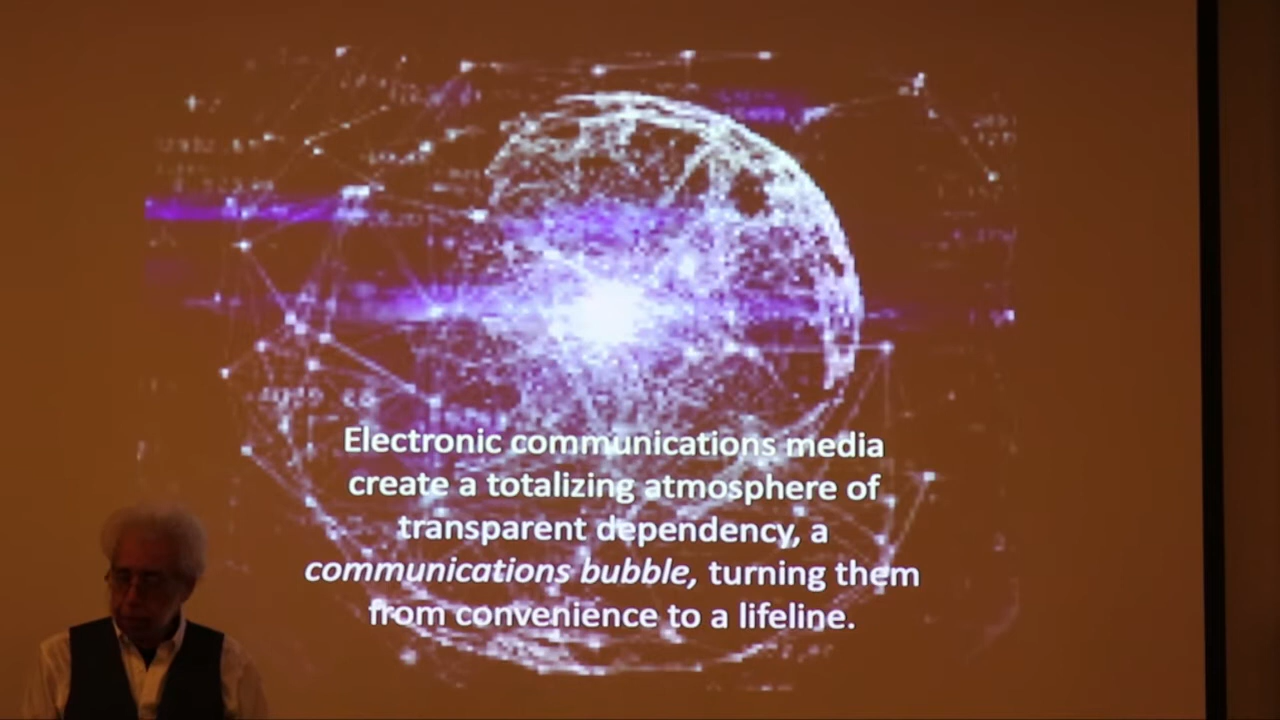 Electronic communications media
create a totalizing atmosphere of
transparent dependency, a
communications bubble, turning them
from convenience to a lifeline.